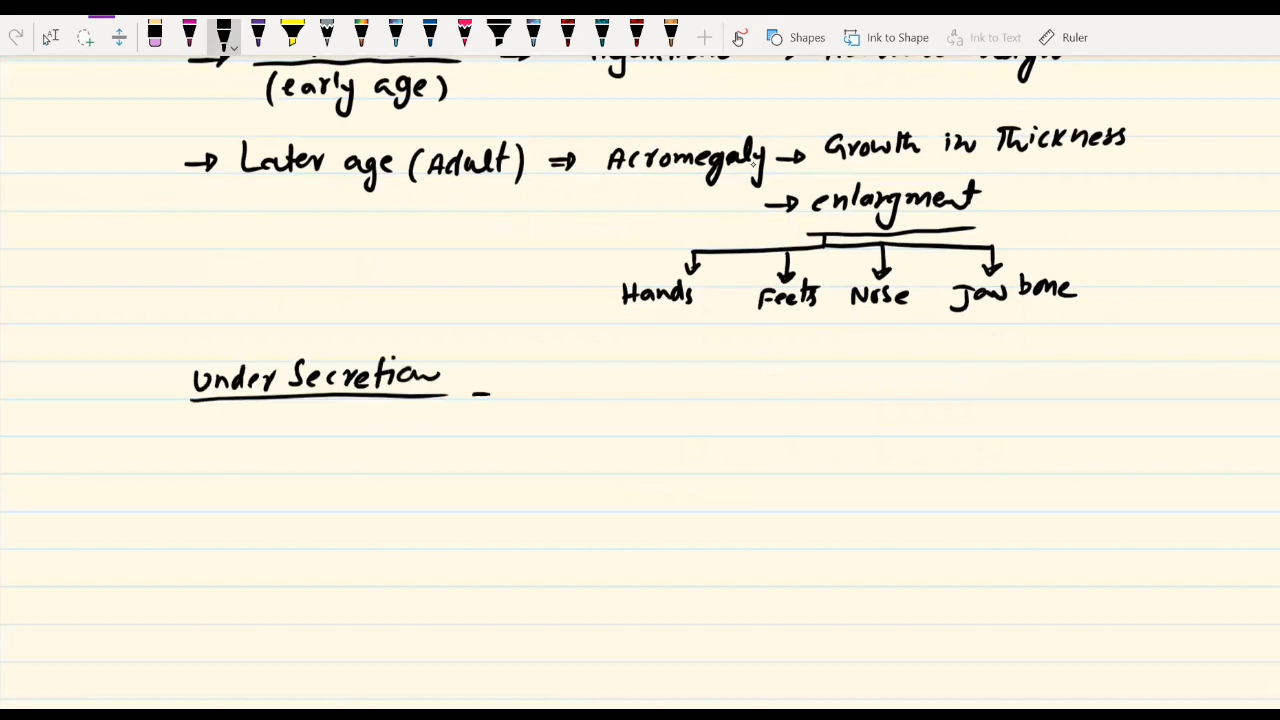 Shapes Ink to Shape Ink to Text Ruler
(early age)
→ Later age (Adult) ⇒ Acromegaly → Growth in Thickness
→ enlargment
Hands Feets Nose Jaw bone
Under Secretion -